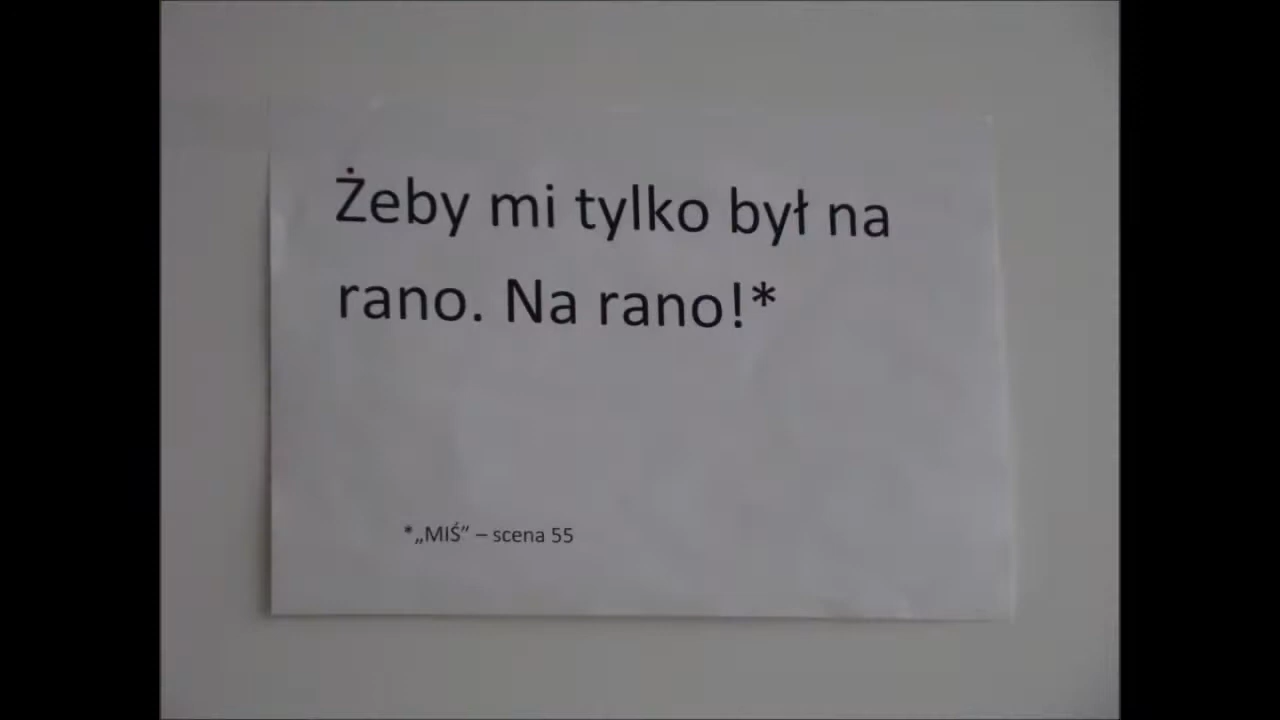 Żeby mi tylko był na
rano. Na rano!*
*„MIŚ” – scena 55